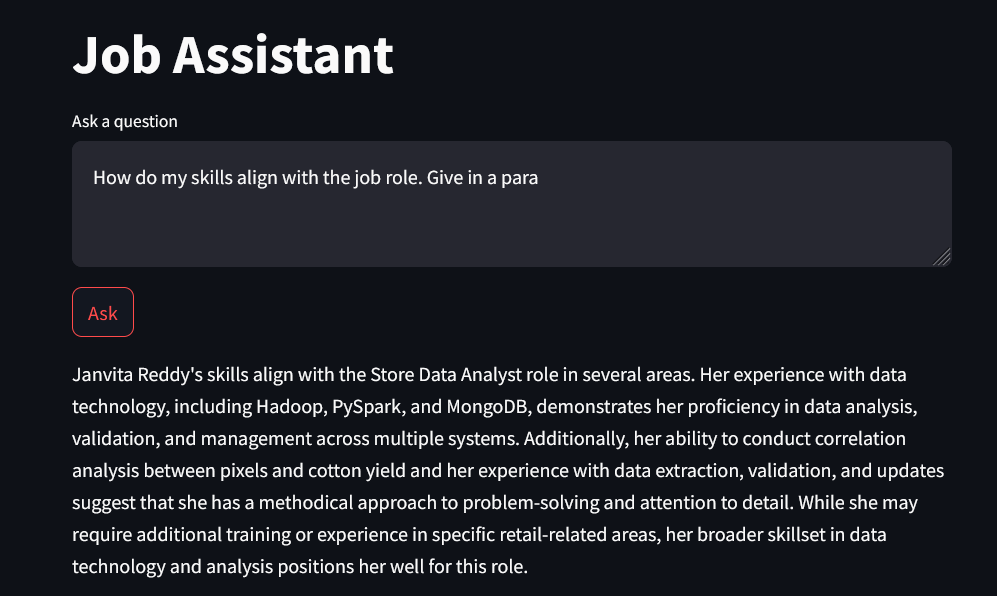 Job Assistant
Ask a question
How do my skills align with the job role. Give in a para
Ask
Janvita Reddy's skills align with the Store Data Analyst role in several areas. Her experience with data
technology, including Hadoop, PySpark, and MongoDB, demonstrates her proficiency in data analysis,
validation, and management across multiple systems. Additionally, her ability to conduct correlation
analysis between pixels and cotton yield and her experience with data extraction, validation, and updates
suggest that she has a methodical approach to problem-solving and attention to detail. While she may
require additional training or experience in specific retail-related areas, her broader skillset in data
technology and analysis positions her well for this role.